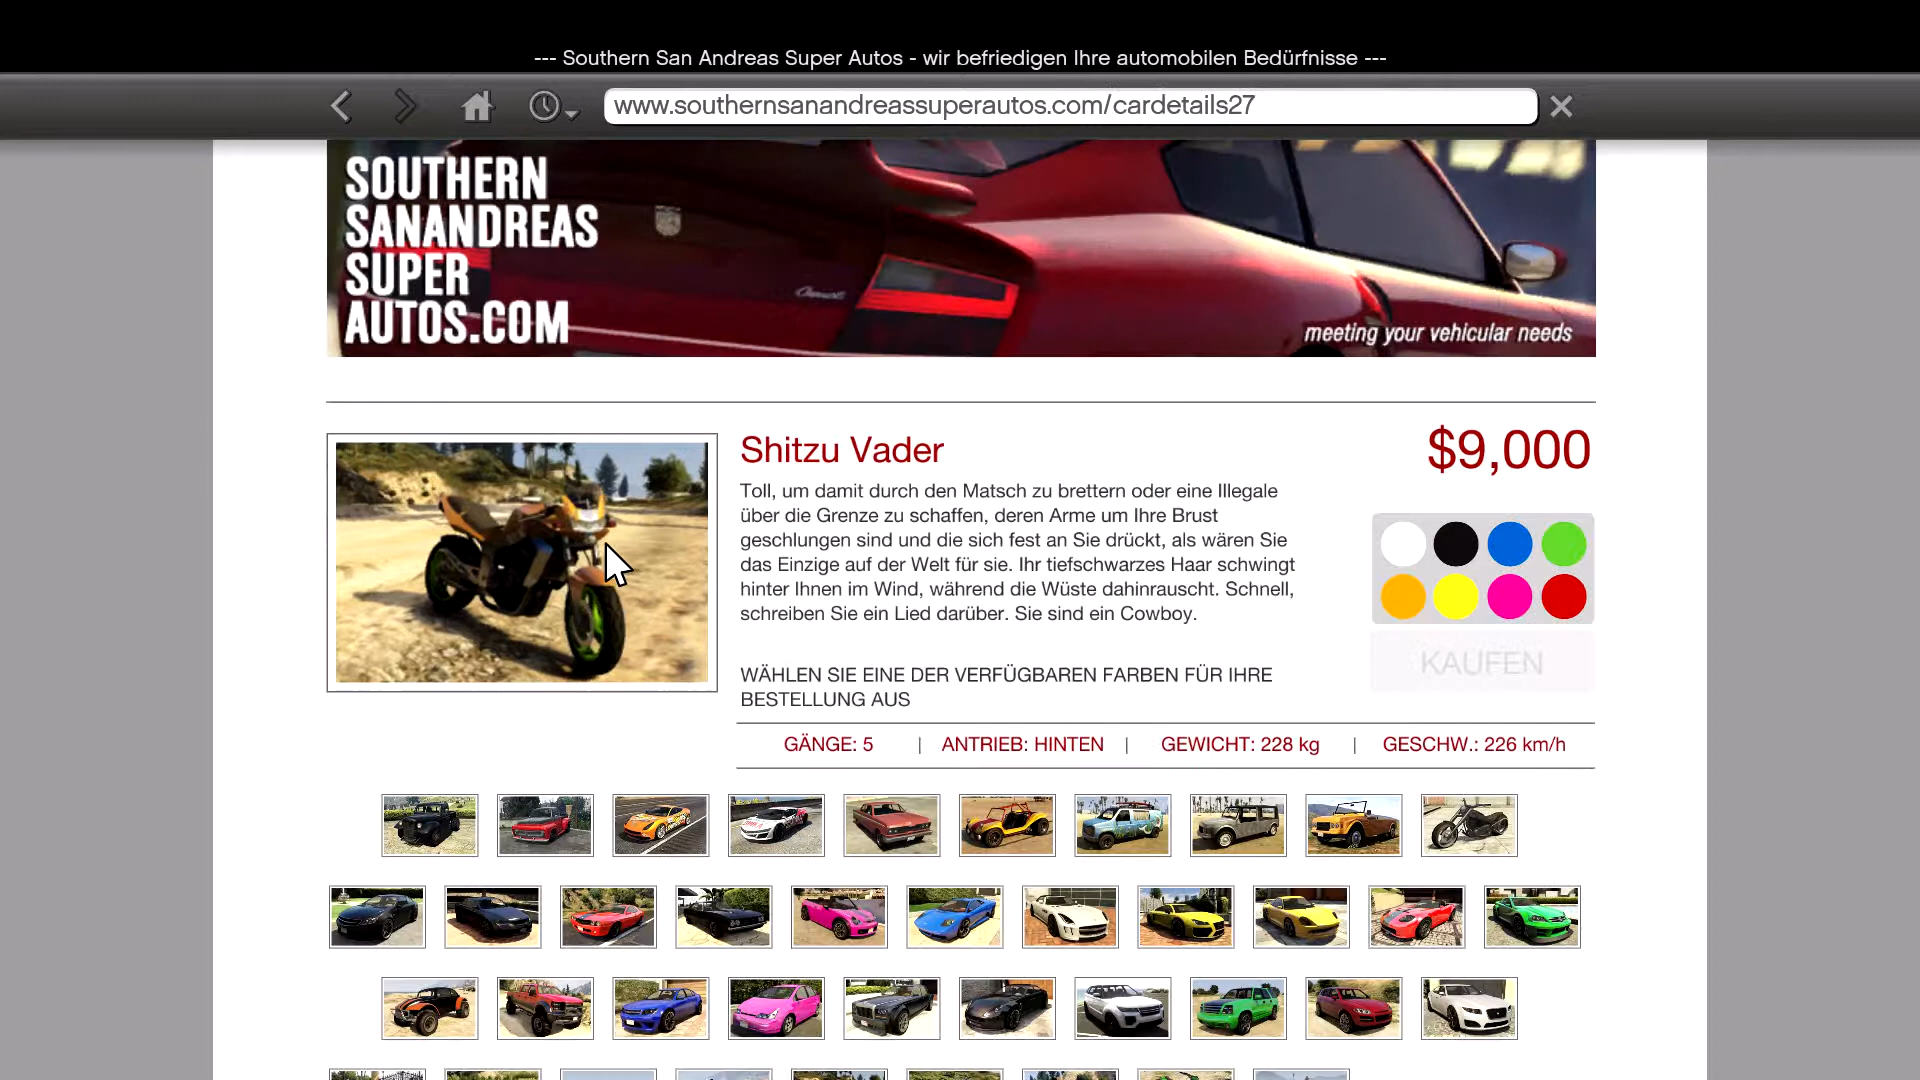 --- Southern San Andreas Super Autos - wir befriedigen Ihre automobilen Bedürfnisse ---
www.southernsanandreassuperautos.com/cardetails27
SOUTHERN
SANANDREAS
SUPER
AUTOS.COM
meeting your vehicular needs
Shitzu Vader
$9,000
Toll, um damit durch den Matsch zu brettern oder eine Illegale
über die Grenze zu schaffen, deren Arme um Ihre Brust
geschlungen sind und die sich fest an Sie drückt, als wären Sie
das Einzige auf der Welt für sie. Ihr tiefschwarzes Haar schwingt
hinter Ihnen im Wind, während die Wüste dahinrauscht. Schnell,
schreiben Sie ein Lied darüber. Sie sind ein Cowboy.
KAUFEN
WÄHLEN SIE EINE DER VERFÜGBAREN FARBEN FÜR IHRE
BESTELLUNG AUS
GÄNGE: 5 | ANTRIEB: HINTEN | GEWICHT: 228 kg | GESCHW.: 226 km/h